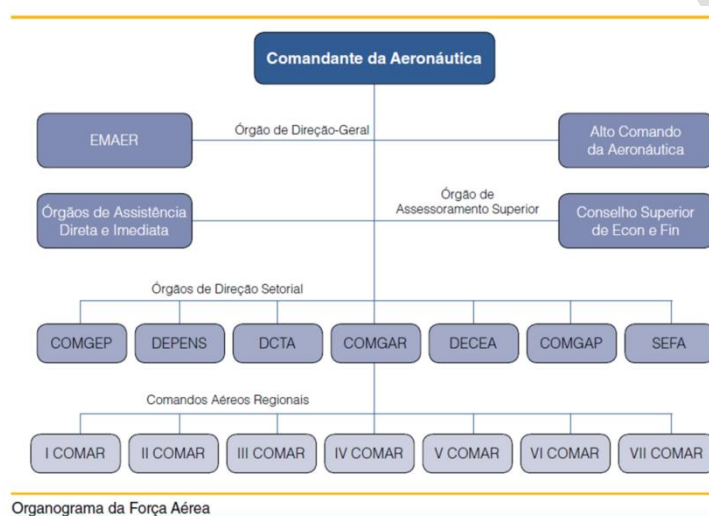 Comandante da Aeronáutica
EMAER
Órgão de Direção-Geral
Alto Comando
da Aeronáutica
Órgãos de Assistência
Direta e Imediata
Órgão de
Assessoramento Superior
Conselho Superior
de Econ e Fin
Órgãos de Direção Setorial
COMGEP
DEPENS
DCTA
COMGAR
DECEA
COMGAP
SEFA
Comandos Aéreos Regionais
I COMAR
II COMAR
III COMAR
IV COMAR
V COMAR
VI COMAR
VII COMAR
Organograma da Força Aérea